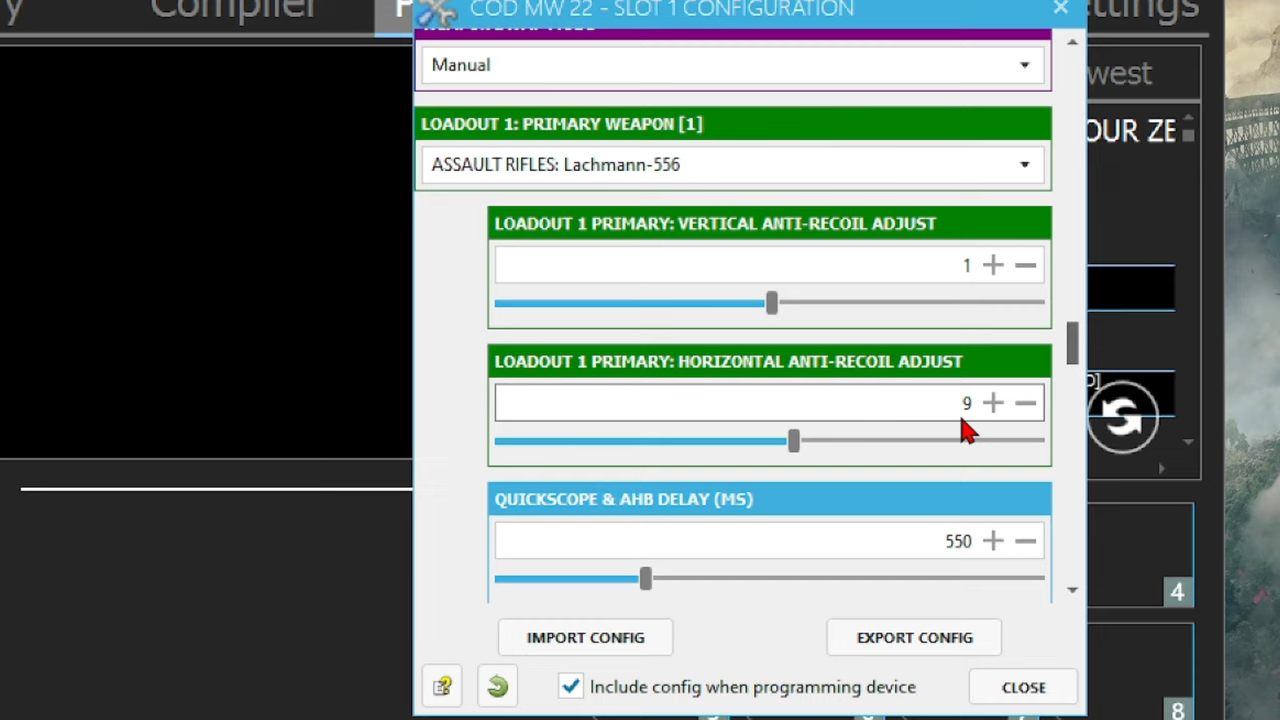 Compiler
COD MW 22 - SLOT 1 CONFIGURATION
ettings
Manual
west
LOADOUT 1: PRIMARY WEAPON [1]
OUR ZE
ASSAULT RIFLES: Lachmann-556
LOADOUT 1 PRIMARY: VERTICAL ANTI-RECOIL ADJUST
1
LOADOUT 1 PRIMARY: HORIZONTAL ANTI-RECOIL ADJUST
9
QUICKSCOPE & AHB DELAY (MS)
550
4
IMPORT CONFIG
EXPORT CONFIG
Include config when programming device
CLOSE
8